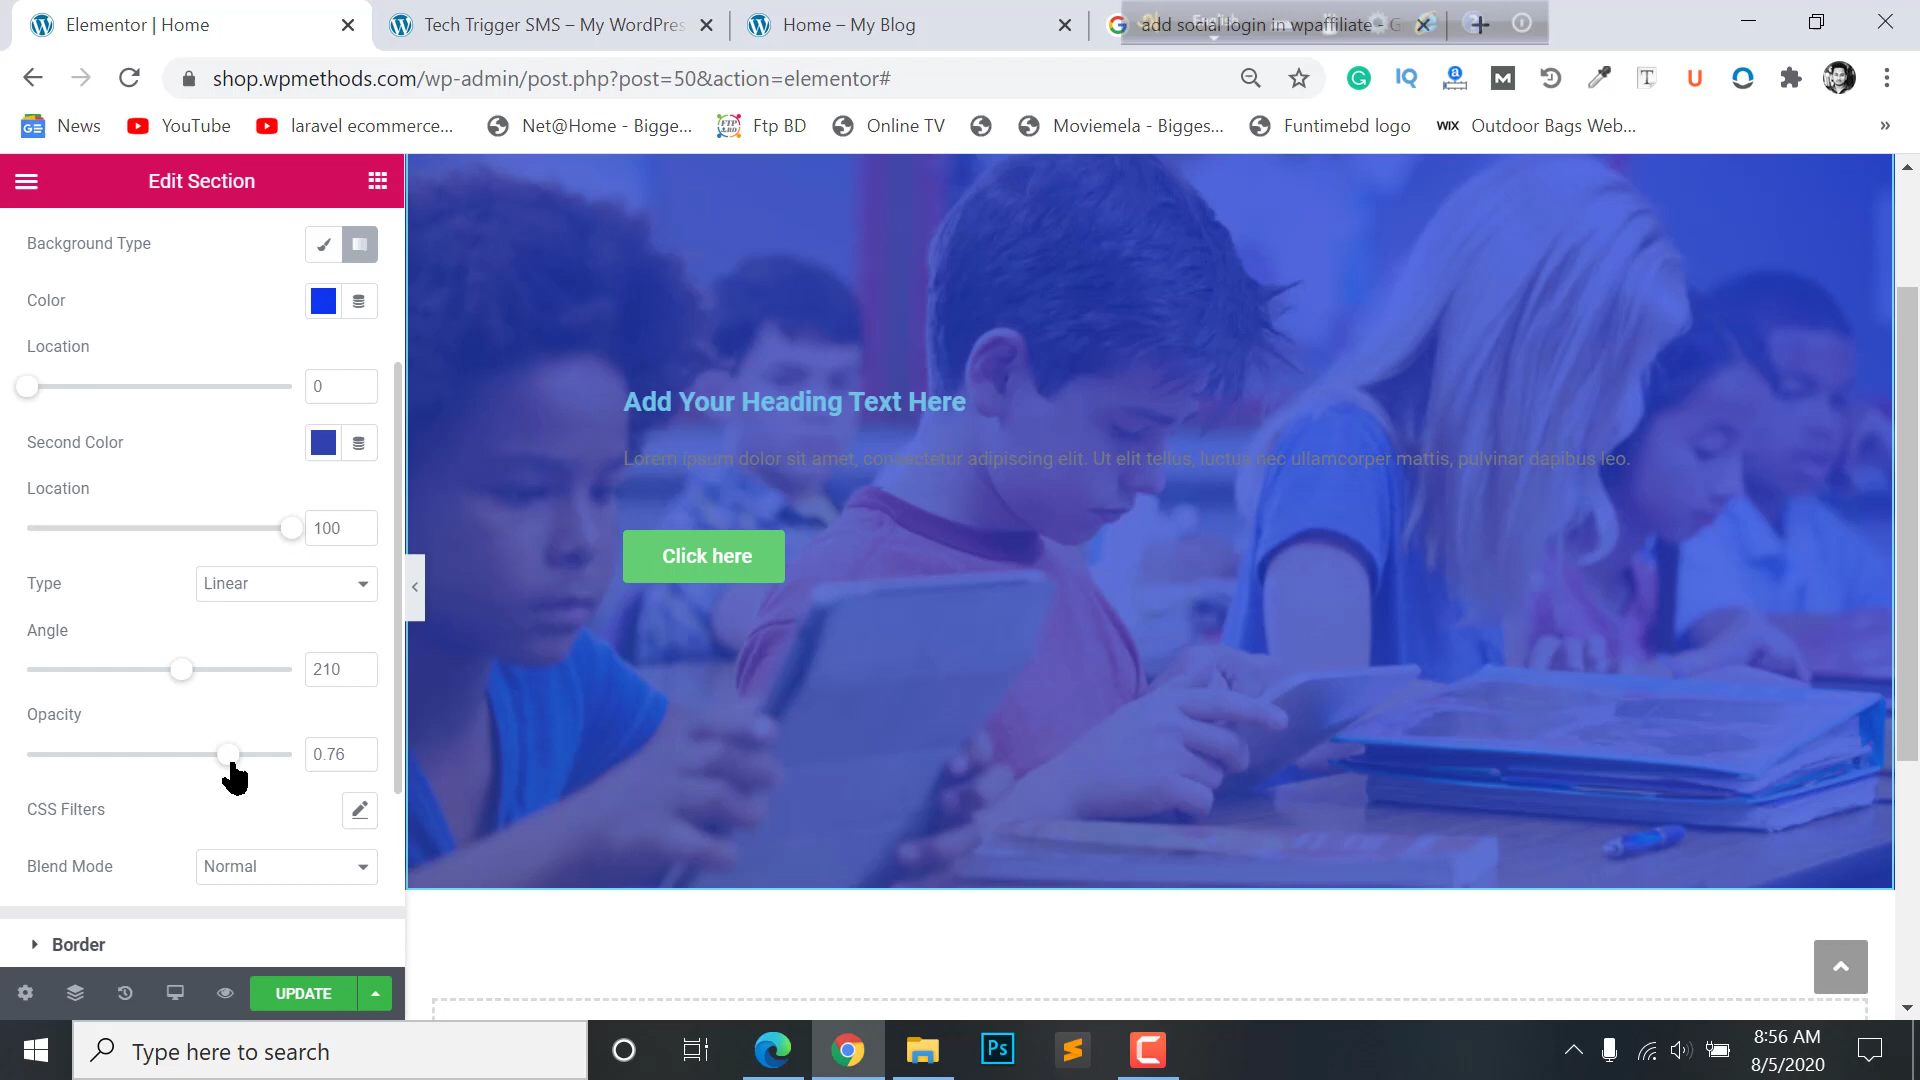 Elementor | Home
Tech Trigger SMS – My WordPres
Home – My Blog
add social login in wpaffiliate - G
shop.wpmethods.com/wp-admin/post.php?post=50&action=elementor#
News
YouTube
laravel ecommerce...
Net@Home - Bigge...
Ftp BD
Online TV
Moviemela - Bigges...
Funtimebd logo
WIX
Outdoor Bags Web...
Edit Section
Background Type
Color
Location
0
Second Color
Location
100
Type
Linear
Angle
210
Opacity
0.76
CSS Filters
Blend Mode
Normal
Border
UPDATE
Add Your Heading Text Here
Lorem ipsum dolor sit amet, consectetur adipiscing elit. Ut elit tellus, luctus nec ullamcorper mattis, pulvinar dapibus leo.
Click here
Type here to search
Ps
8:56 AM
8/5/2020